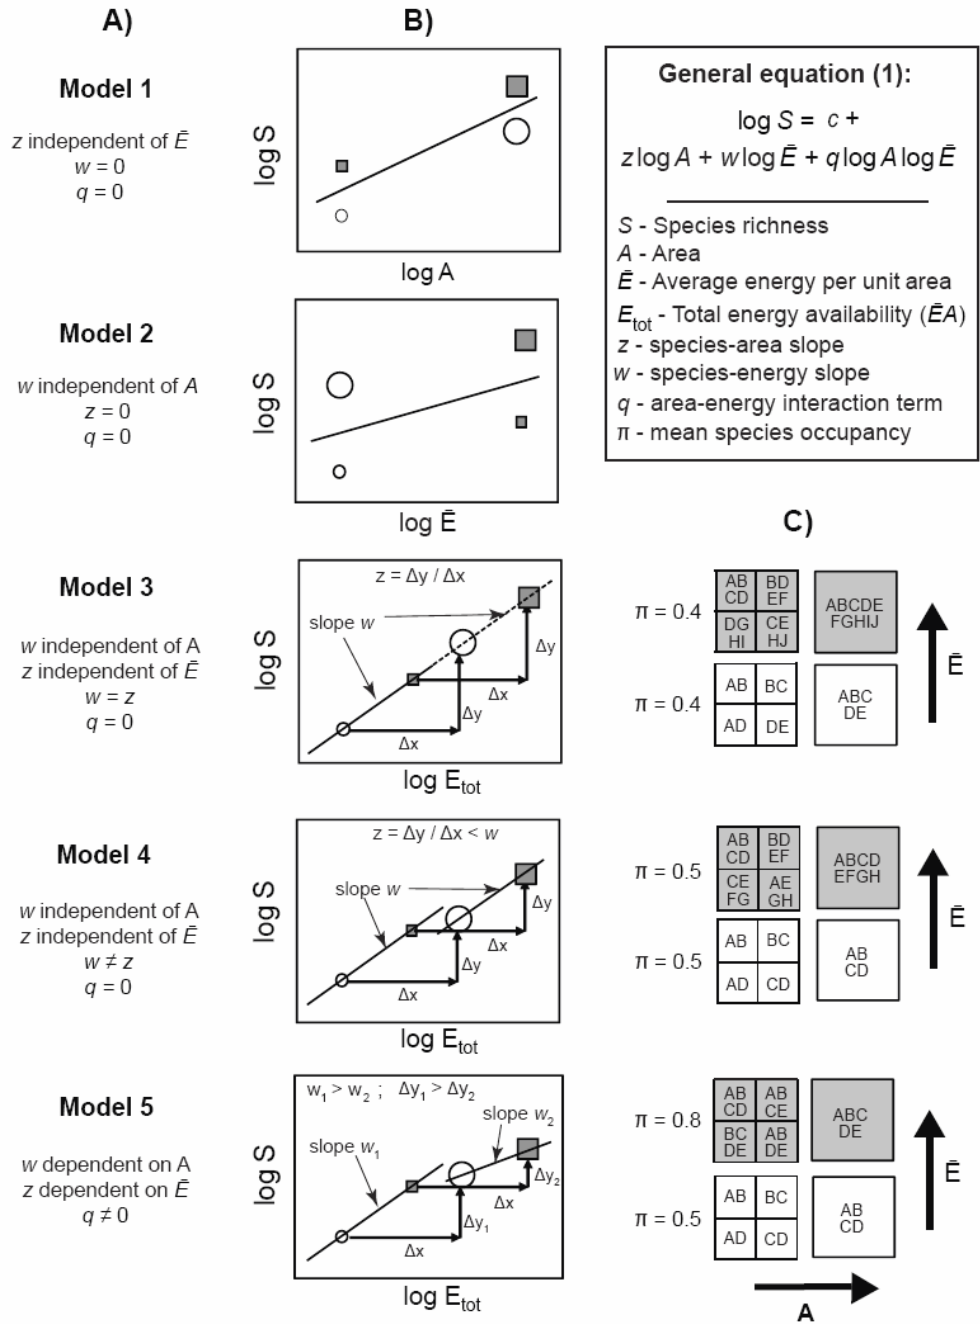 A)
B)
Model 1
z independent of Ē
w = 0
q = 0
log S
log A
General equation (1):
log S = c +
z log A + w log Ē + q log A log Ē
S - Species richness
A - Area
Ē - Average energy per unit area
E_tot - Total energy availability (ĒA)
z - species-area slope
w - species-energy slope
q - area-energy interaction term
π - mean species occupancy
Model 2
w independent of A
z = 0
q = 0
log S
log Ē
C)
Model 3
w independent of A
z independent of Ē
w = z
q = 0
log S
z = Δy / Δx
slope w
Δy
Δx
Δy
Δx
log E_tot
π = 0.4
AB
CD
BD
EF
DG
HI
CE
HJ
ABCDE
FGHIJ
π = 0.4
AB
BC
AD
DE
ABC
DE
Ē
Model 4
w independent of A
z independent of Ē
w ≠ z
q = 0
log S
z = Δy / Δx < w
slope w
Δy
Δx
Δy
Δx
log E_tot
π = 0.5
AB
CD
BD
EF
CE
FG
AE
GH
ABCD
EFGH
π = 0.5
AB
BC
AD
CD
AB
CD
Ē
Model 5
w dependent on A
z dependent on Ē
q ≠ 0
log S
w₁ > w₂ ; Δy₁ > Δy₂
slope w₂
slope w₁
Δy₂
Δx
Δy₁
Δx
log E_tot
π = 0.8
AB
CD
AB
CE
BC
DE
AB
DE
ABC
DE
π = 0.5
AB
BC
AD
CD
AB
CD
Ē
A